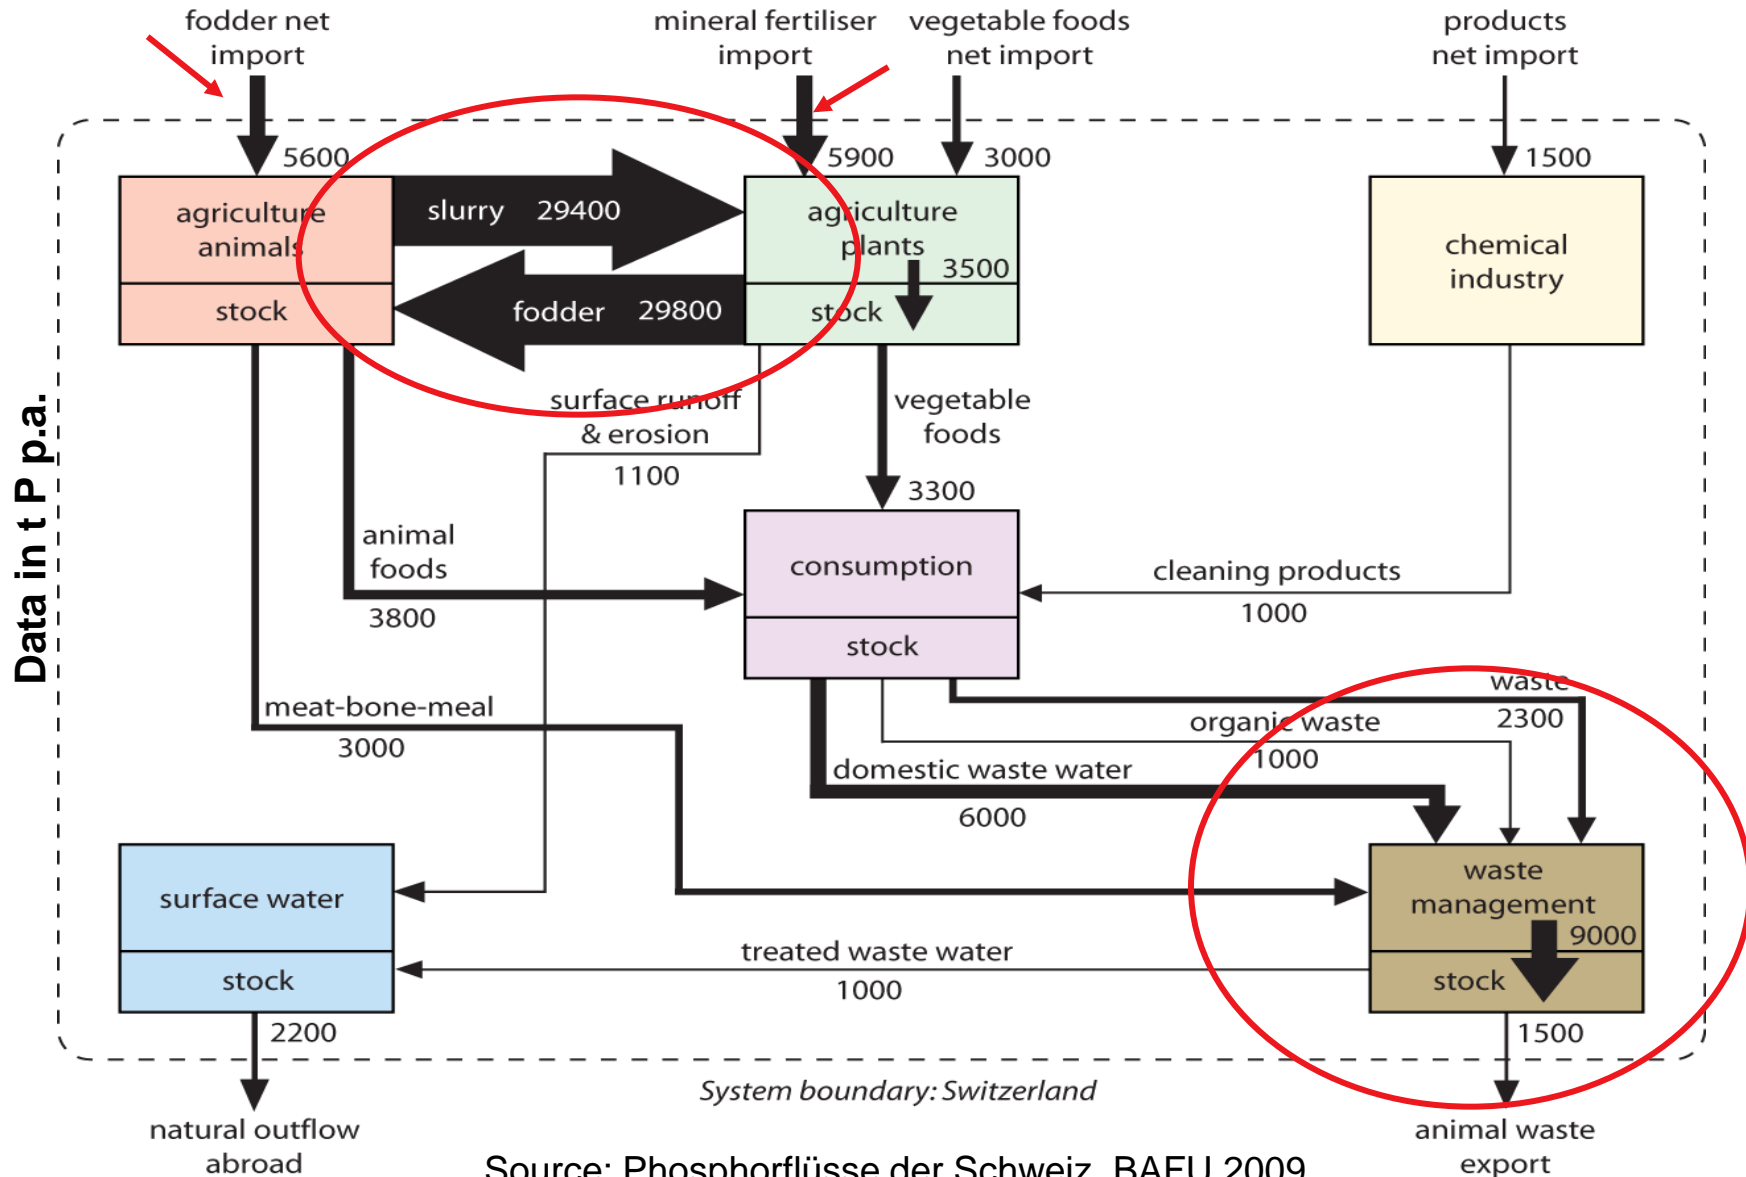 fodder net
import
mineral fertiliser
import
vegetable foods
net import
products
net import
5600
5900
3000
1500
agriculture
animals
stock
slurry 29400
fodder 29800
agriculture
plants
3500
stock
chemical
industry
surface runoff
& erosion
1100
vegetable
foods
3300
Data in t P p.a.
animal
foods
3800
consumption
stock
cleaning products
1000
meat-bone-meal
3000
waste
2300
organic waste
1000
domestic waste water
6000
surface water
stock
waste
management
9000
stock
treated waste water
1000
2200
1500
System boundary: Switzerland
natural outflow
abroad
animal waste
export
Source: Phosphorflüsse der Schweiz, BAFU 2009